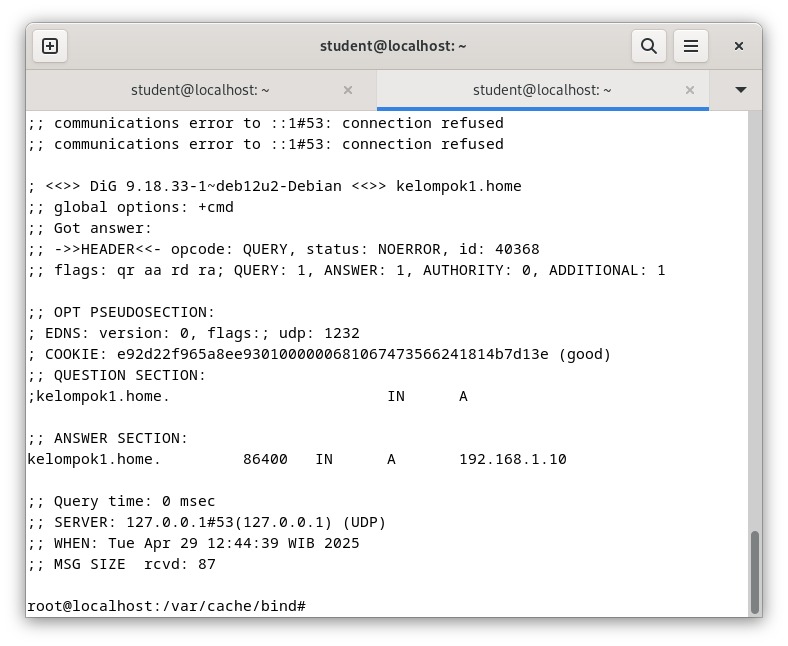 student@localhost: ~
student@localhost: ~
student@localhost: ~
;; communications error to ::1#53: connection refused
;; communications error to ::1#53: connection refused
; <<>> DiG 9.18.33-1~deb12u2-Debian <<>> kelompok1.home
;; global options: +cmd
;; Got answer:
;; ->>HEADER<<- opcode: QUERY, status: NOERROR, id: 40368
;; flags: qr aa rd ra; QUERY: 1, ANSWER: 1, AUTHORITY: 0, ADDITIONAL: 1
;; OPT PSEUDOSECTION:
; EDNS: version: 0, flags:; udp: 1232
; COOKIE: e92d22f965a8ee930100000068106747356624​1814b7d13e (good)
;; QUESTION SECTION:
;kelompok1.home. IN A
;; ANSWER SECTION:
kelompok1.home. 86400 IN A 192.168.1.10
;; Query time: 0 msec
;; SERVER: 127.0.0.1#53(127.0.0.1) (UDP)
;; WHEN: Tue Apr 29 12:44:39 WIB 2025
;; MSG SIZE rcvd: 87
root@localhost:/var/cache/bind#